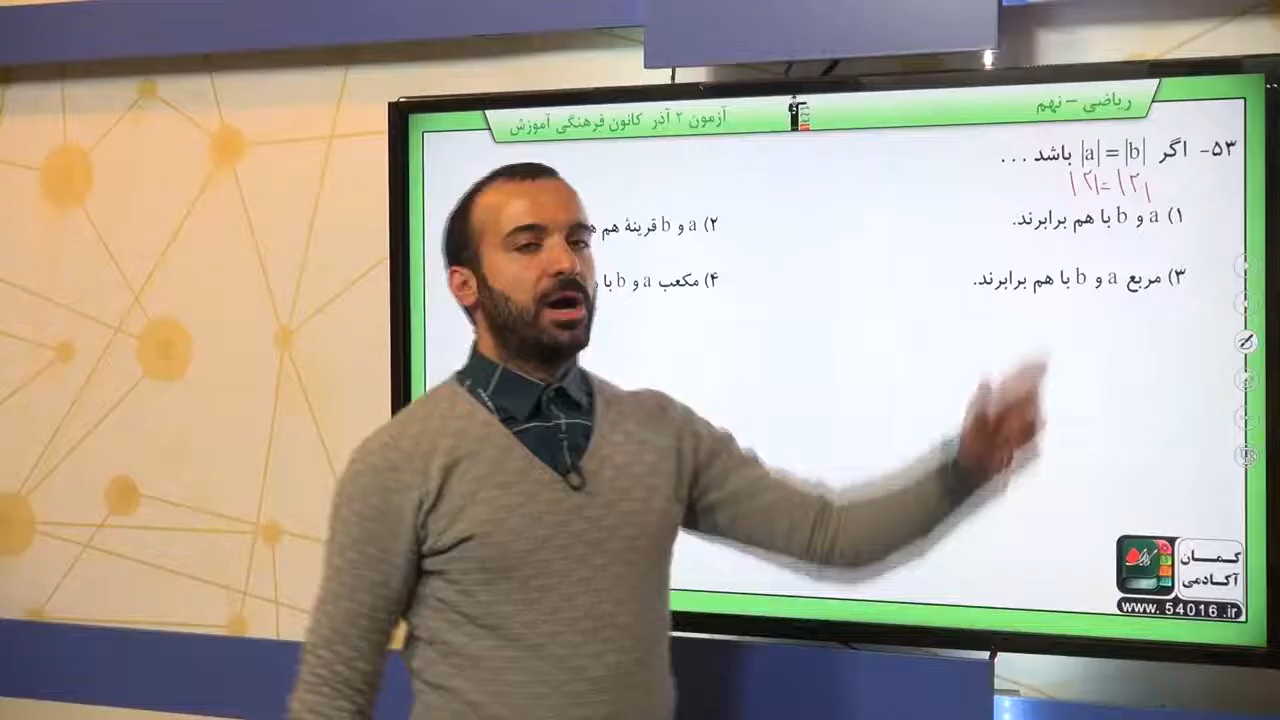 ریاضی - نهم
آزمون ۲ آذر کانون فرهنگی آموزش
۵۳- اگر |a| = |b| باشد ...
|۲| = |۲|
۱) a و b با هم برابرند.
۲) a و b قرینهٔ هم
۳) مربع a و b با هم برابرند.
۴) مکعب a و b با
کمان
آکادمی
www.54016.ir